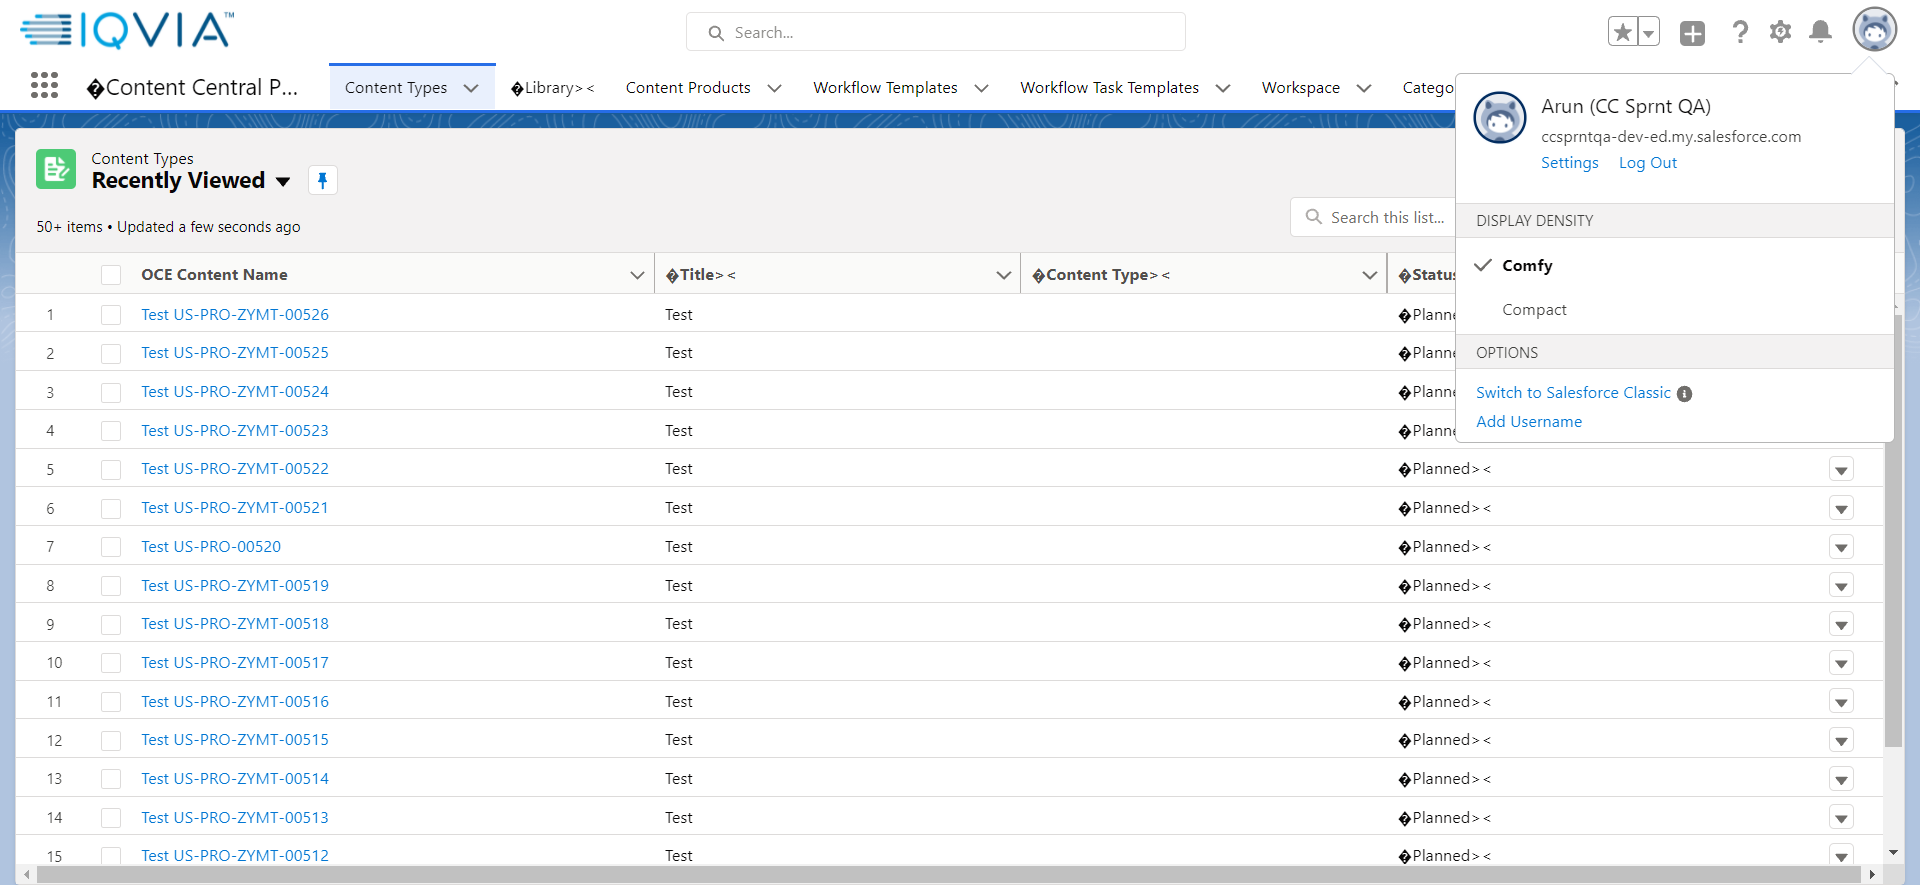 IQVIA™
Search...
�Content Central P...
Content Types
�Library><
Content Products
Workflow Templates
Workflow Task Templates
Workspace
Catego
Arun (CC Sprnt QA)
ccsprntqa-dev-ed.my.salesforce.com
Settings Log Out
DISPLAY DENSITY
Comfy
Compact
OPTIONS
Switch to Salesforce Classic
Add Username
Content Types
Recently Viewed
50+ items • Updated a few seconds ago
Search this list...
OCE Content Name �Title>< �Content Type>< �Status
1 Test US-PRO-ZYMT-00526 Test �Planne
2 Test US-PRO-ZYMT-00525 Test �Planne
3 Test US-PRO-ZYMT-00524 Test �Planne
4 Test US-PRO-ZYMT-00523 Test �Planne
5 Test US-PRO-ZYMT-00522 Test �Planned><
6 Test US-PRO-ZYMT-00521 Test �Planned><
7 Test US-PRO-00520 Test �Planned><
8 Test US-PRO-ZYMT-00519 Test �Planned><
9 Test US-PRO-ZYMT-00518 Test �Planned><
10 Test US-PRO-ZYMT-00517 Test �Planned><
11 Test US-PRO-ZYMT-00516 Test �Planned><
12 Test US-PRO-ZYMT-00515 Test �Planned><
13 Test US-PRO-ZYMT-00514 Test �Planned><
14 Test US-PRO-ZYMT-00513 Test �Planned><
15 Test US-PRO-ZYMT-00512 Test �Planned><